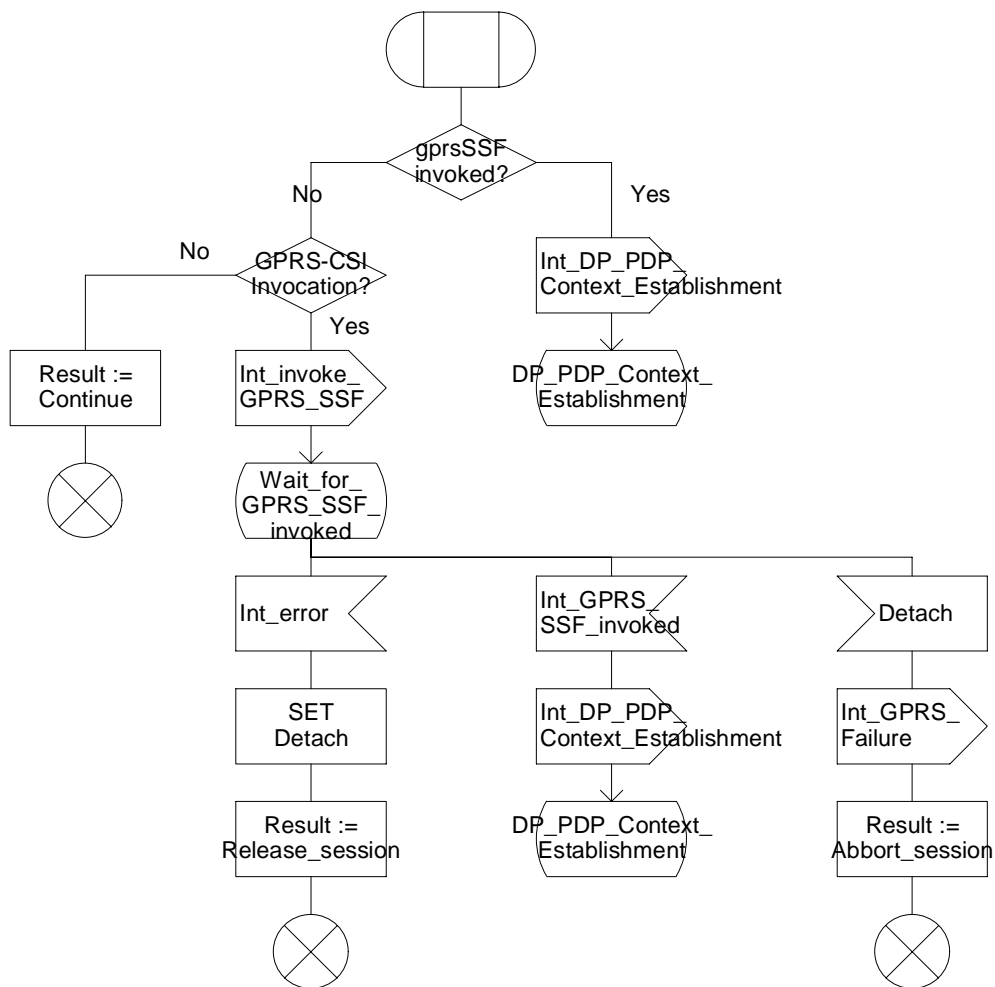 gprsSSF
invoked?
No
Yes
No
GPRS-CSI
Invocation?
Int_DP_PDP_
Context_Establishment
Yes
Result :=
Continue
Int_invoke_
GPRS_SSF
DP_PDP_Context_
Establishment
Wait_for_
GPRS_SSF_
invoked
Int_error
Int_GPRS_
SSF_invoked
Detach
SET
Detach
Int_DP_PDP_
Context_Establishment
Int_GPRS_
Failure
Result :=
Release_session
DP_PDP_Context_
Establishment
Result :=
Abbort_session